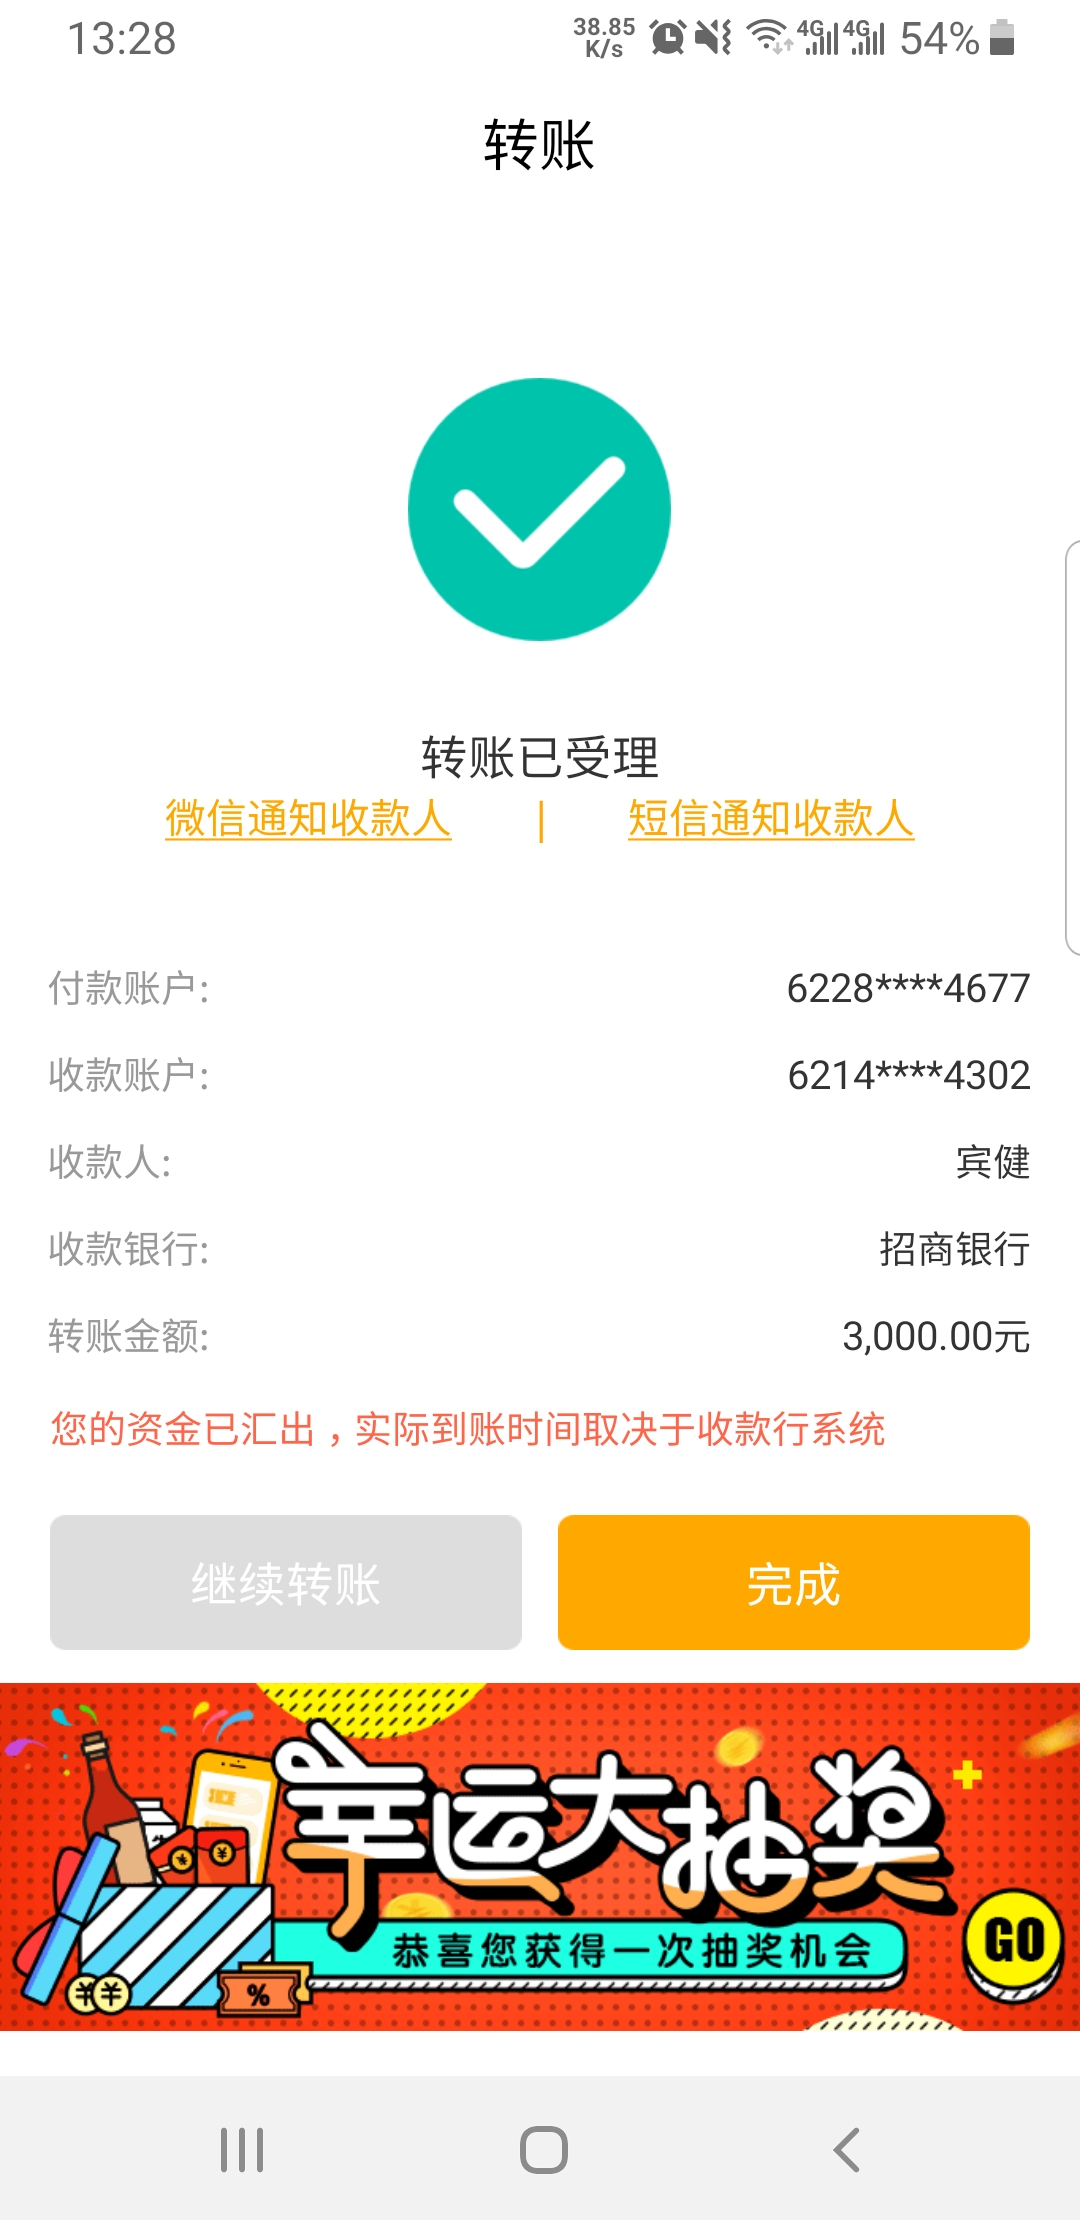 13:28 38.85 K/s 4G 4G 54%
转账
转账已受理
微信通知收款人 | 短信通知收款人
付款账户: 6228****4677
收款账户: 6214****4302
收款人: 宾健
收款银行: 招商银行
转账金额: 3,000.00元
您的资金已汇出，实际到账时间取决于收款行系统
继续转账 完成
幸运大抽奖
恭喜您获得一次抽奖机会
GO
¥ ¥ %